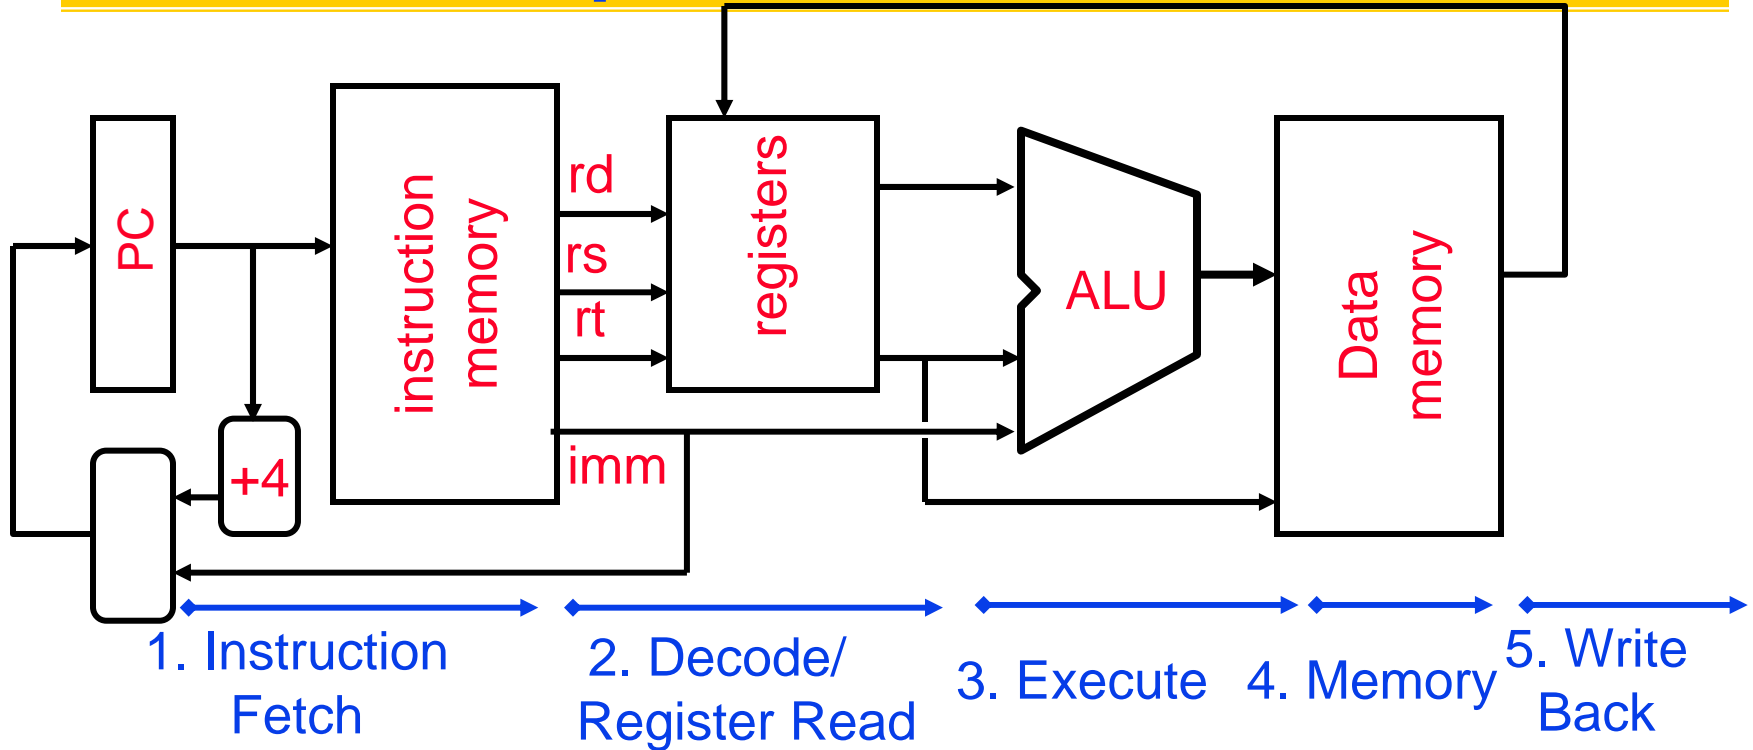 PC
+4
instruction
memory
rd
rs
rt
imm
registers
ALU
Data
memory
1. Instruction
Fetch
2. Decode/
Register Read
3. Execute
4. Memory
5. Write
Back